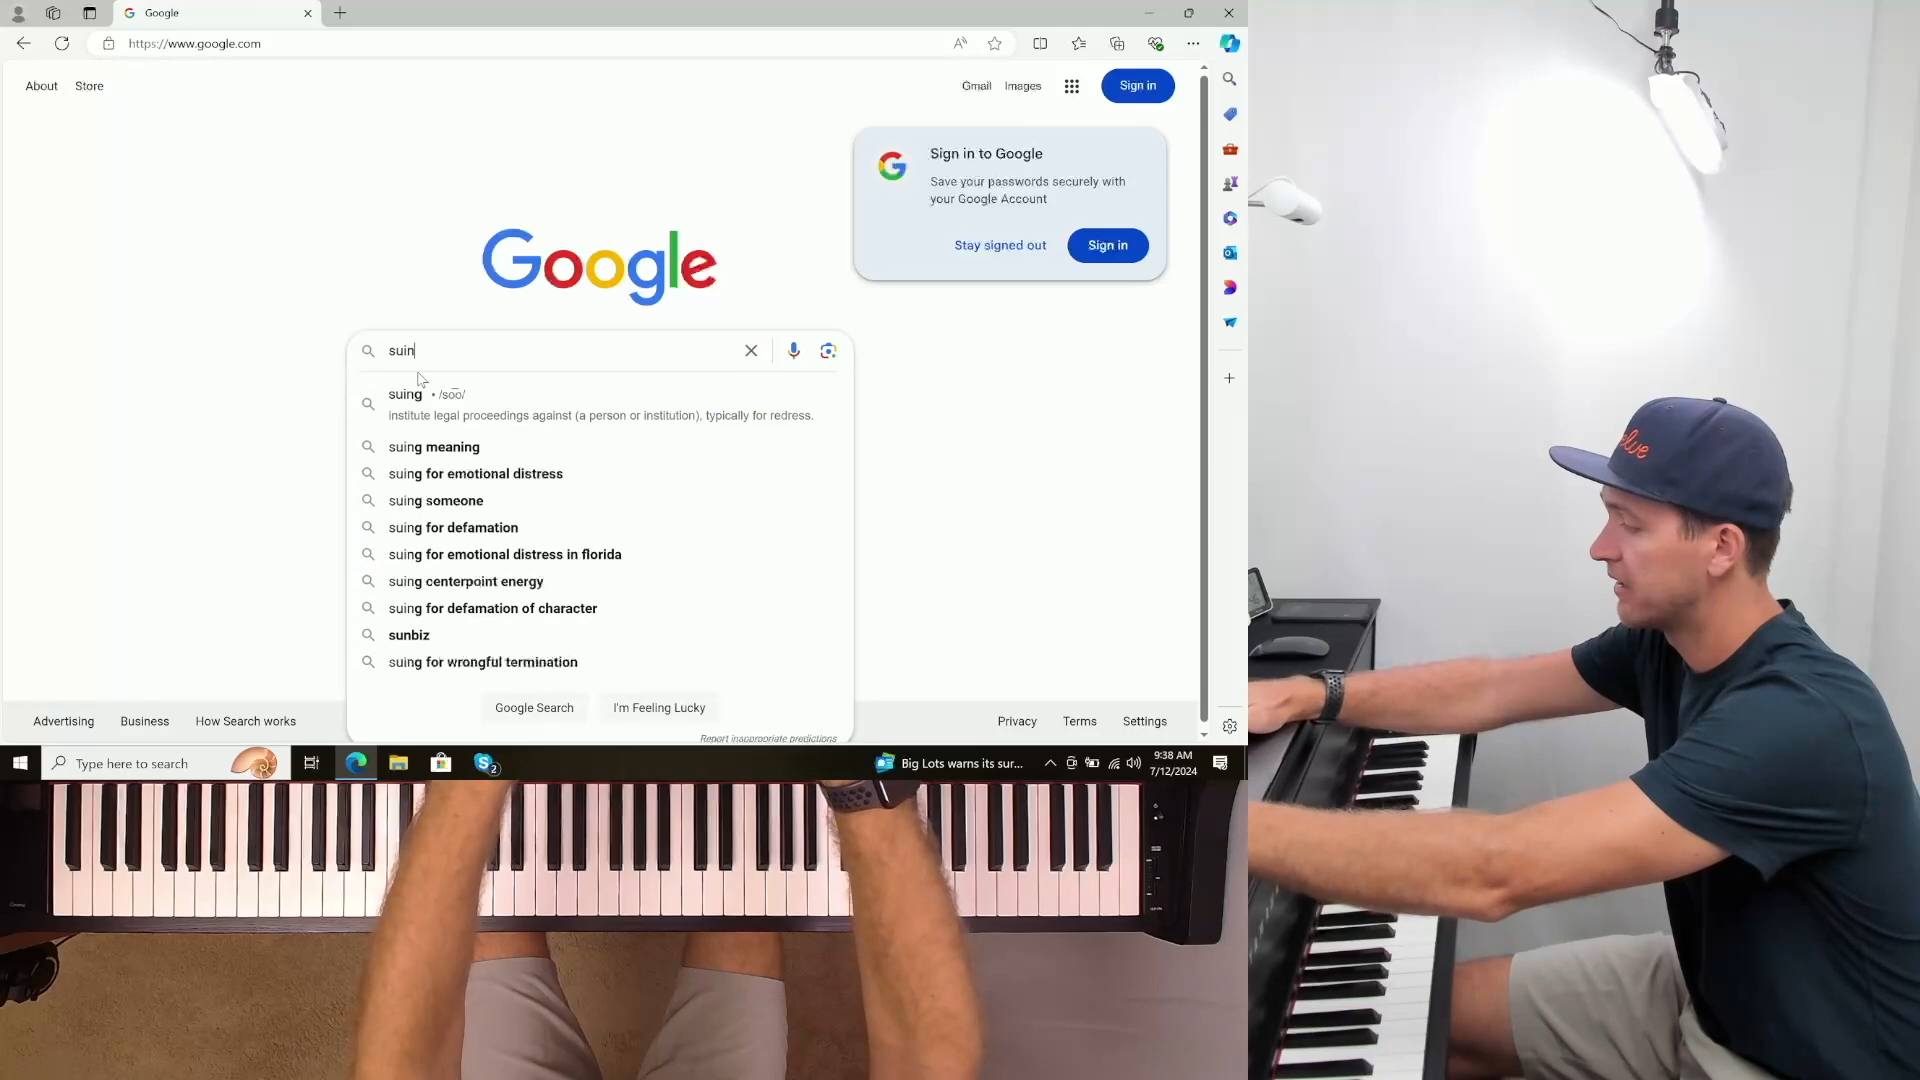 Google
https://www.google.com
About Store
Gmail Images Sign in
Sign in to Google
Save your passwords securely with
your Google Account
Stay signed out Sign in
Google
suin
suing • /so͞o/
institute legal proceedings against (a person or institution), typically for redress.
suing meaning
suing for emotional distress
suing someone
suing for defamation
suing for emotional distress in florida
suing centerpoint energy
suing for defamation of character
sunbiz
suing for wrongful termination
Google Search I'm Feeling Lucky
Report inappropriate predictions
Advertising Business How Search works
Privacy Terms Settings
Type here to search
2
Big Lots warns its sur...
9:38 AM
7/12/2024